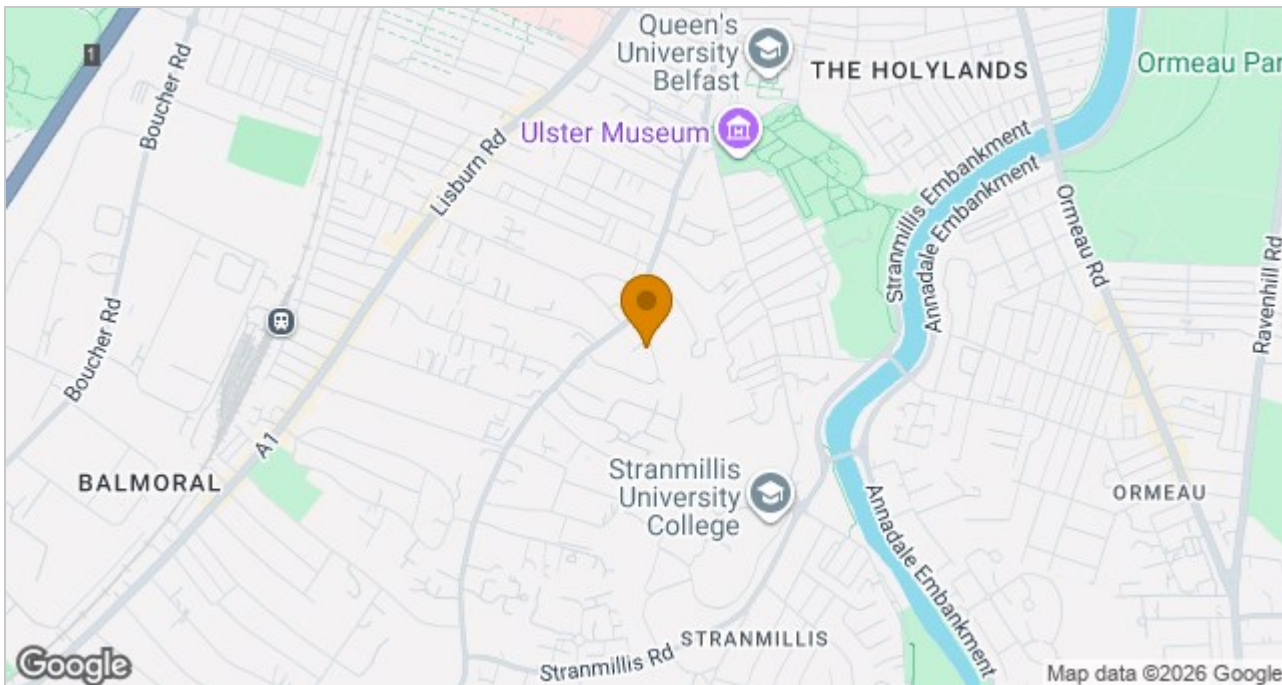 Queen's
University
Belfast
THE HOLYLANDS
Ormeau Par
1
Boucher Rd
Ulster Museum
Lisburn Rd
Stranmillis Embankment
Annadale Embankment
Ormeau Rd
Ravenhill Rd
Boucher Rd
A1
BALMORAL
Stranmillis
University
College
ORMEAU
Annadale Embankment
STRANMILLIS
Stranmillis Rd
Google
Map data ©2026 Google